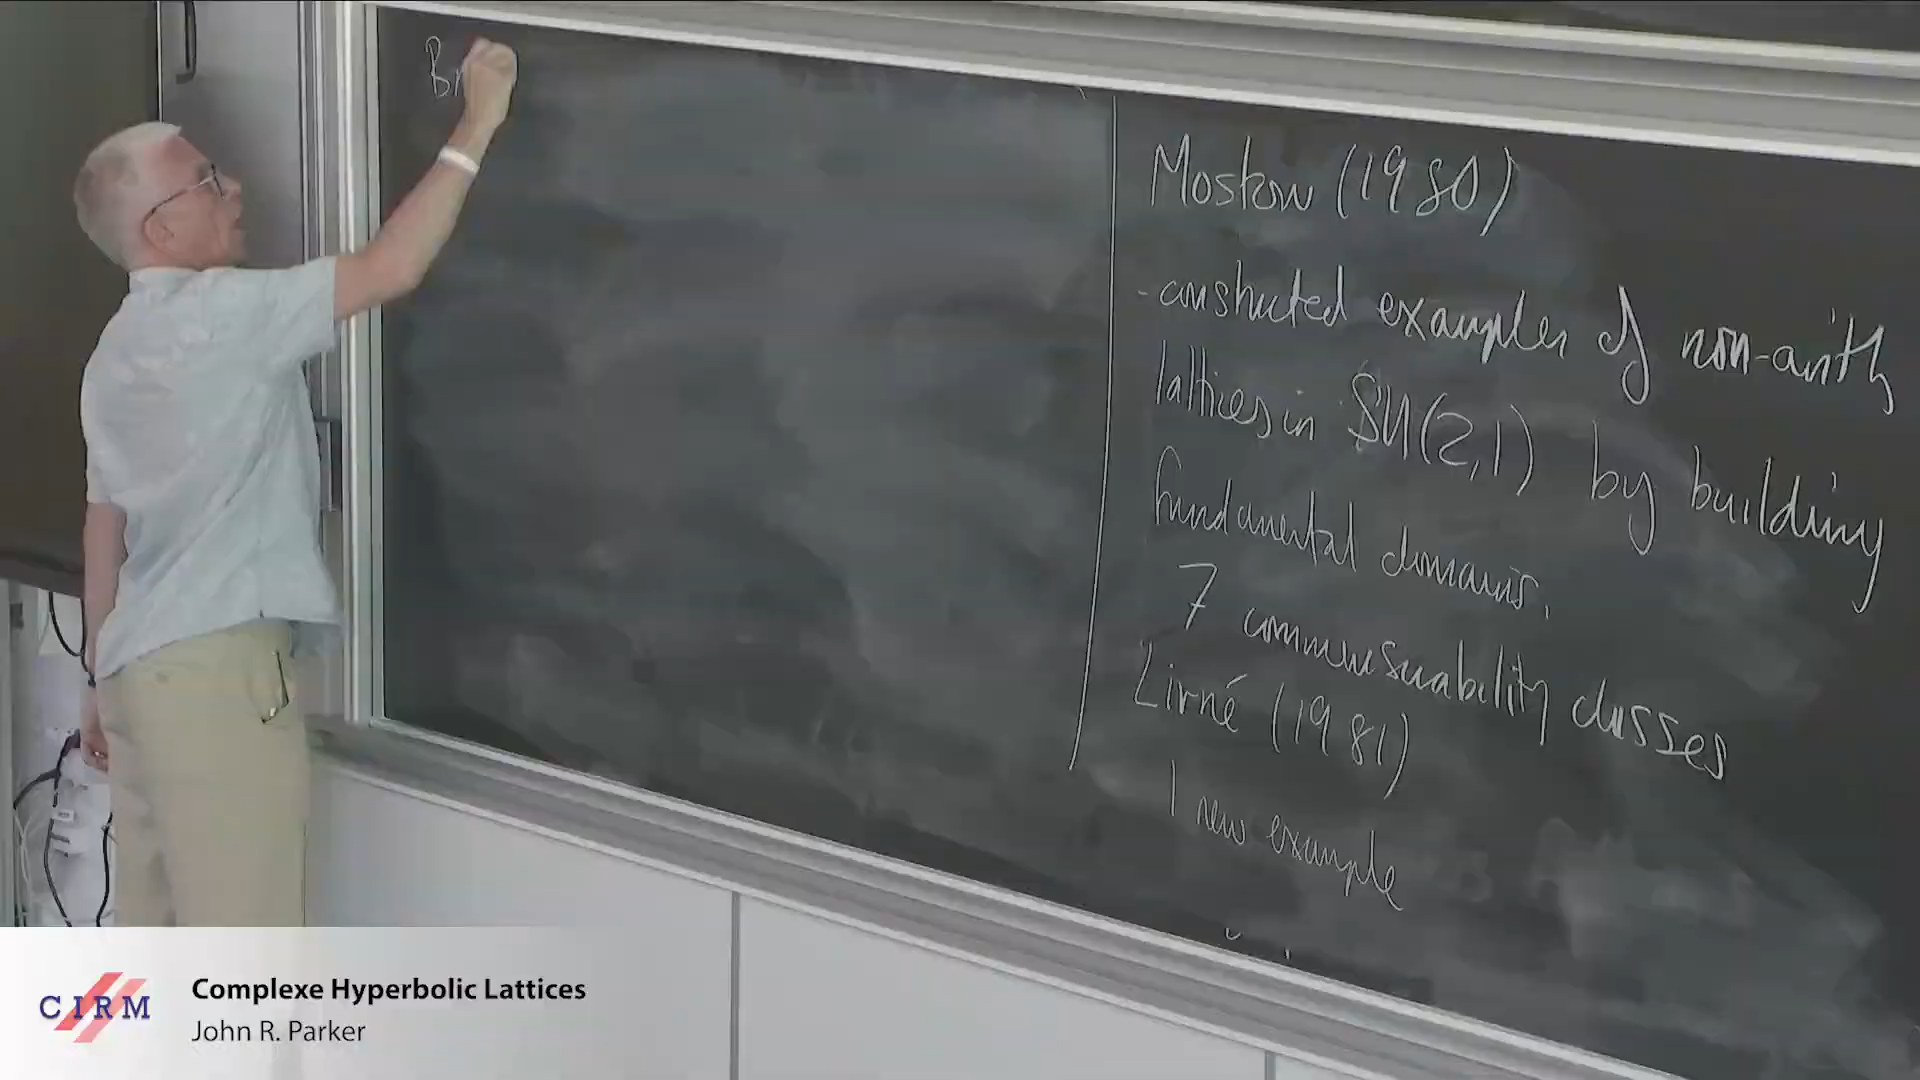 Br
Mostow (1980)
- constructed examples of non-arith
lattices in SU(2,1) by building
fundamental domains.
7 commensurability classes
Livné (1981)
1 new example
CIRM
Complexe Hyperbolic Lattices
John R. Parker